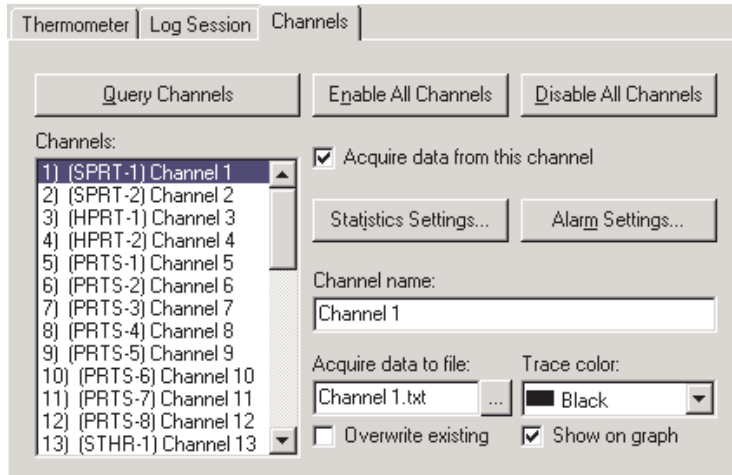 Thermometer Log Session Channels
Query Channels Enable All Channels Disable All Channels
Channels:
Acquire data from this channel
1) (SPRT-1) Channel 1
2) (SPRT-2) Channel 2
3) (HPRT-1) Channel 3
4) (HPRT-2) Channel 4
5) (PRTS-1) Channel 5
6) (PRTS-2) Channel 6
7) (PRTS-3) Channel 7
8) (PRTS-4) Channel 8
9) (PRTS-5) Channel 9
10) (PRTS-6) Channel 10
11) (PRTS-7) Channel 11
12) (PRTS-8) Channel 12
13) (STHR-1) Channel 13
Statistics Settings... Alarm Settings...
Channel name:
Channel 1
Acquire data to file: Trace color:
Channel 1.txt ... Black
Overwrite existing Show on graph